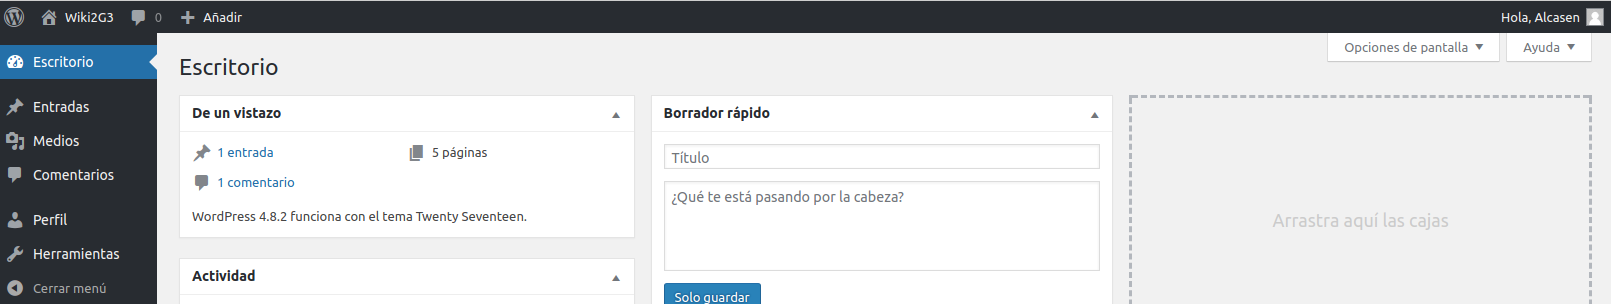 Wiki2G3 0 Añadir Hola, Alcasen
Opciones de pantalla Ayuda
Escritorio
Entradas
Medios
Comentarios
Perfil
Herramientas
Cerrar menú
Escritorio
De un vistazo
1 entrada 5 páginas
1 comentario
WordPress 4.8.2 funciona con el tema Twenty Seventeen.
Actividad
Borrador rápido
Título
¿Qué te está pasando por la cabeza?
Solo guardar
Arrastra aquí las cajas